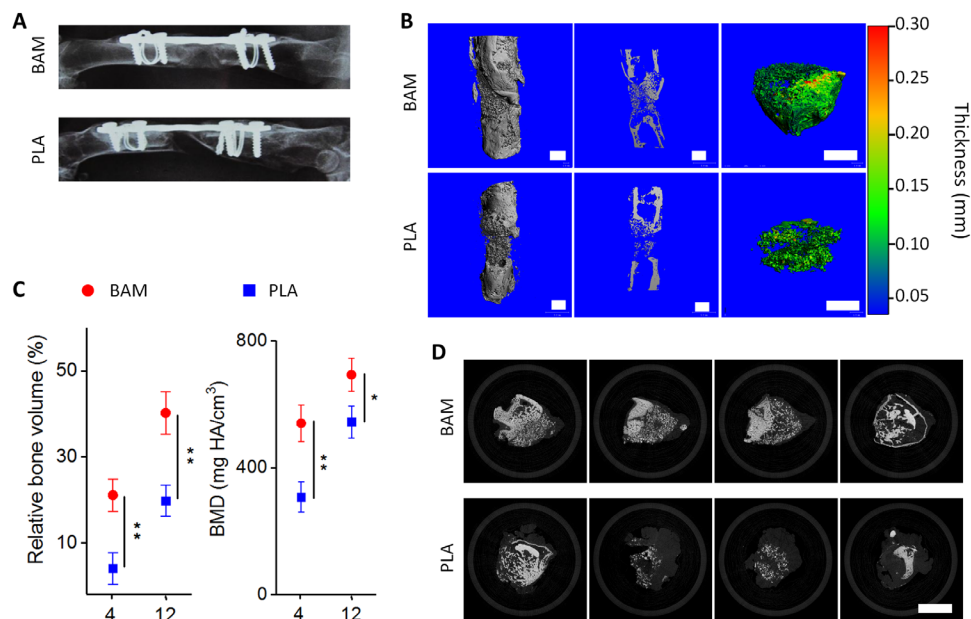 A
BAM
PLA
B
BAM
PLA
0.30
0.25
0.20
0.15
0.10
0.05
Thickness (mm)
C
BAM
PLA
Relative bone volume (%)
50
30
10
4
12
**
**
BMD (mg HA/cm³)
800
400
0
4
12
**
*
D
BAM
PLA